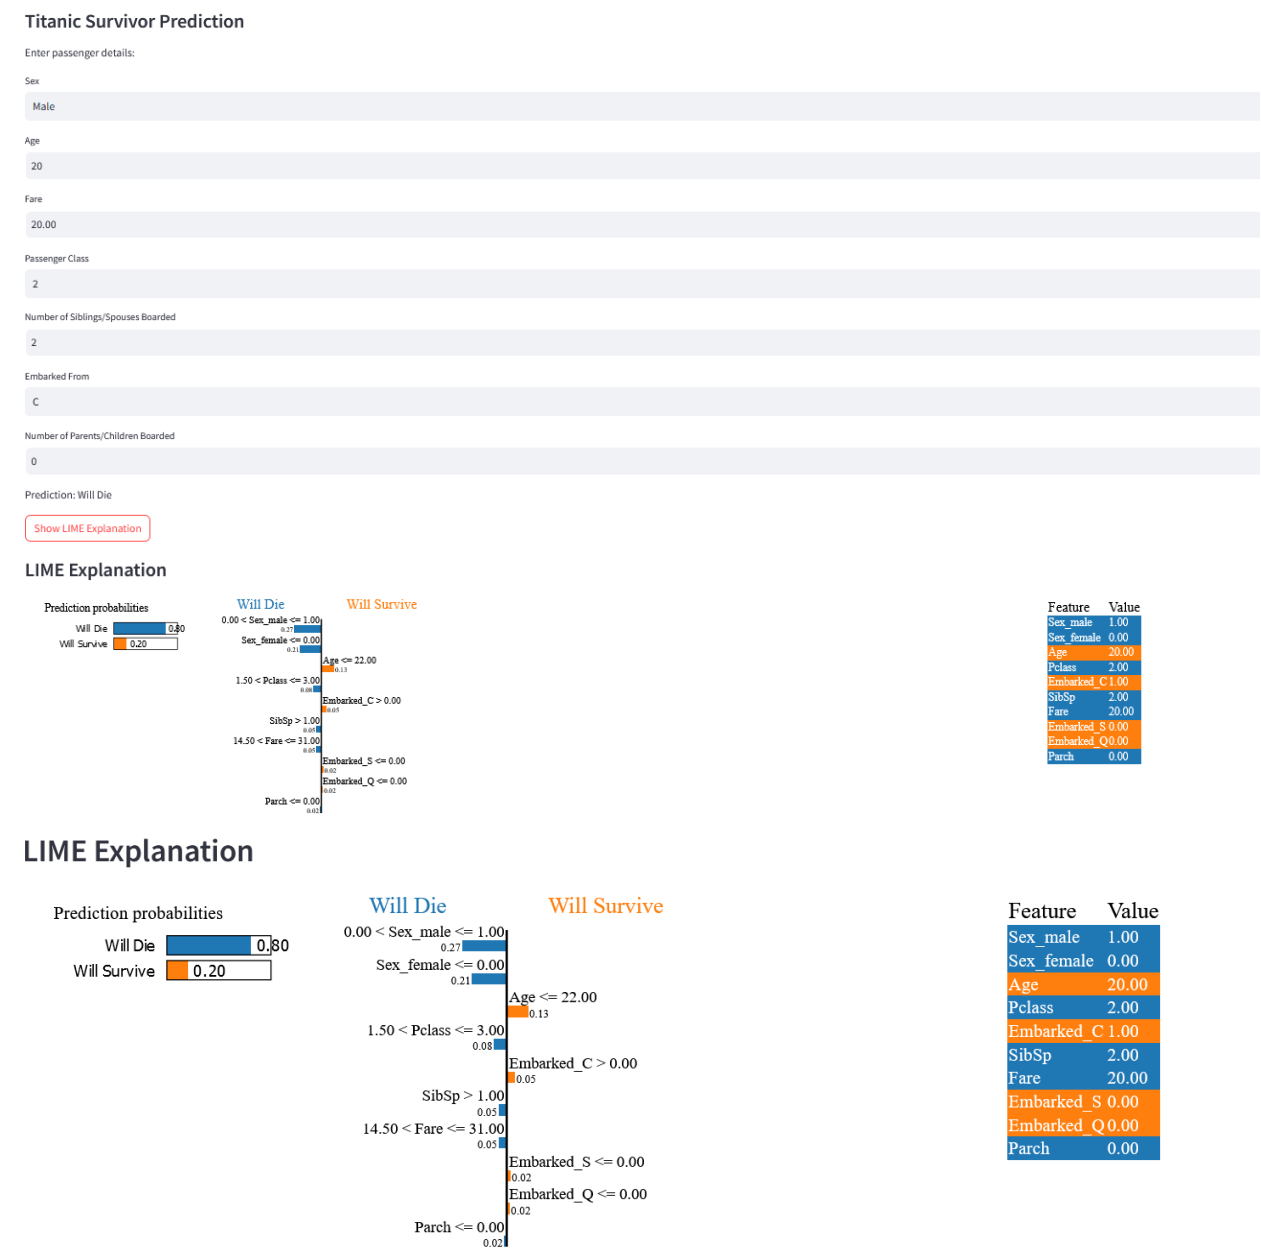 Titanic Survivor Prediction
Enter passenger details:
Sex
Male
Age
20
Fare
20.00
Passenger Class
2
Number of Siblings/Spouses Boarded
2
Embarked From
C
Number of Parents/Children Boarded
0
Prediction: Will Die
Show LIME Explanation
LIME Explanation
Prediction probabilities
Will Die 0.80
Will Survive 0.20
Will Die Will Survive
0.00 < Sex_male <= 1.00
0.27
Sex_female <= 0.00
0.21
Age <= 22.00
0.13
1.50 < Pclass <= 3.00
0.08
Embarked_C > 0.00
0.05
SibSp > 1.00
0.05
14.50 < Fare <= 31.00
0.05
Embarked_S <= 0.00
0.02
Embarked_Q <= 0.00
0.02
Parch <= 0.00
0.02
Feature Value
Sex_male 1.00
Sex_female 0.00
Age 20.00
Pclass 2.00
Embarked_C 1.00
SibSp 2.00
Fare 20.00
Embarked_S 0.00
Embarked_Q 0.00
Parch 0.00
LIME Explanation
Prediction probabilities
Will Die 0.80
Will Survive 0.20
Will Die Will Survive
0.00 < Sex_male <= 1.00
0.27
Sex_female <= 0.00
0.21
Age <= 22.00
0.13
1.50 < Pclass <= 3.00
0.08
Embarked_C > 0.00
0.05
SibSp > 1.00
0.05
14.50 < Fare <= 31.00
0.05
Embarked_S <= 0.00
0.02
Embarked_Q <= 0.00
0.02
Parch <= 0.00
0.02
Feature Value
Sex_male 1.00
Sex_female 0.00
Age 20.00
Pclass 2.00
Embarked_C 1.00
SibSp 2.00
Fare 20.00
Embarked_S 0.00
Embarked_Q 0.00
Parch 0.00